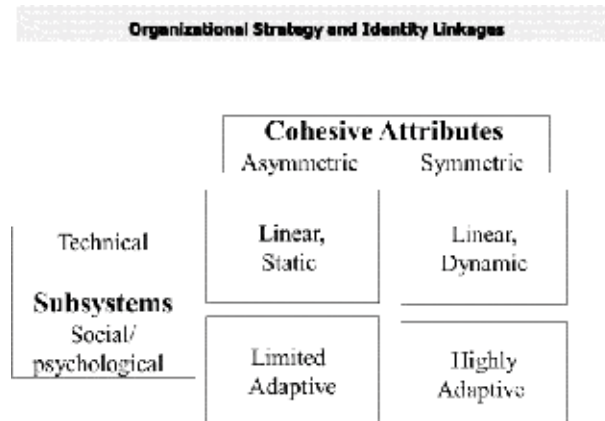 Organizational Strategy and Identity Linkages
Cohesive Attributes
Asymmetric Symmetric
Technical
Linear,
Static
Linear,
Dynamic
Subsystems
Social/
psychological
Limited
Adaptive
Highly
Adaptive